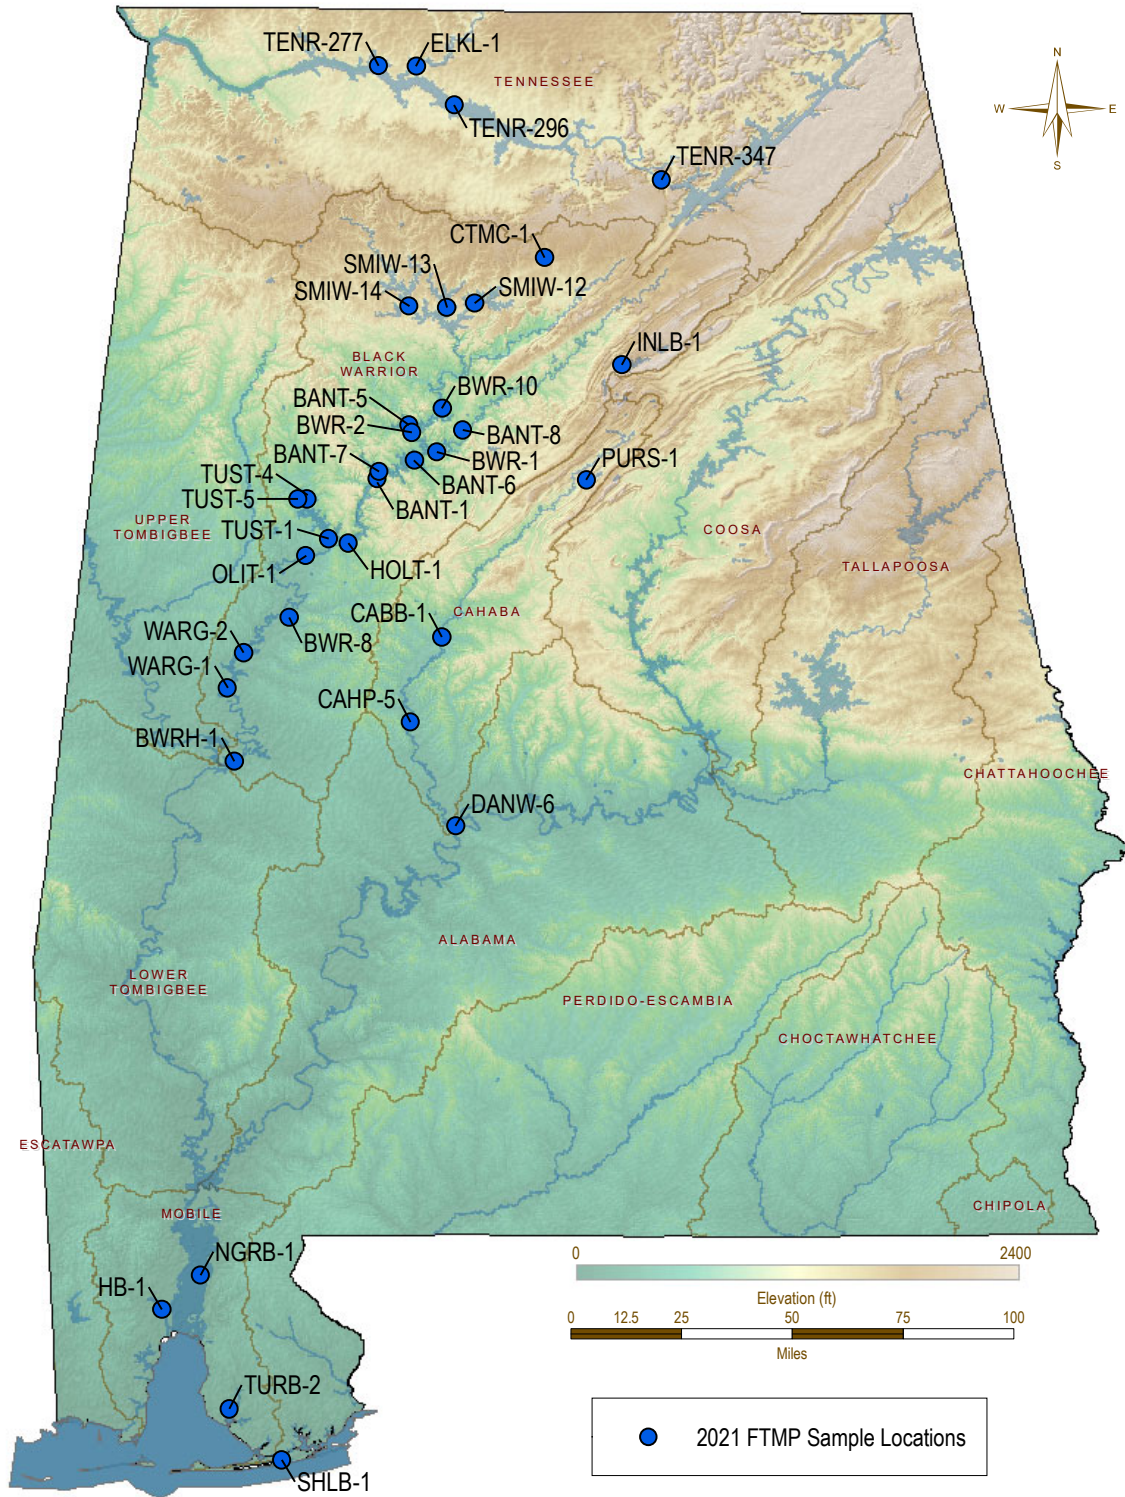 TENR-277
ELKL-1
TENNESSEE
N
W
E
S
TENR-296
TENR-347
CTMC-1
SMIW-13
SMIW-12
SMIW-14
INLB-1
BLACK
WARRIOR
BWR-10
BANT-5
BWR-2
BANT-8
BANT-7
BWR-1
PURS-1
TUST-4
BANT-6
TUST-5
BANT-1
UPPER
TOMBIGBEE
TUST-1
COOSA
OLIT-1
HOLT-1
TALLAPOOSA
CABB-1
CAHABA
WARG-2
BWR-8
WARG-1
CAHP-5
BWRH-1
CHATTAHOOCHEE
DANW-6
ALABAMA
LOWER
TOMBIGBEE
PERDIDO-ESCAMBIA
CHOCTAWHATCHEE
ESCATAWPA
CHIPOLA
MOBILE
NGRB-1
HB-1
0
2400
Elevation (ft)
0
12.5
25
50
75
100
Miles
TURB-2
2021 FTMP Sample Locations
SHLB-1